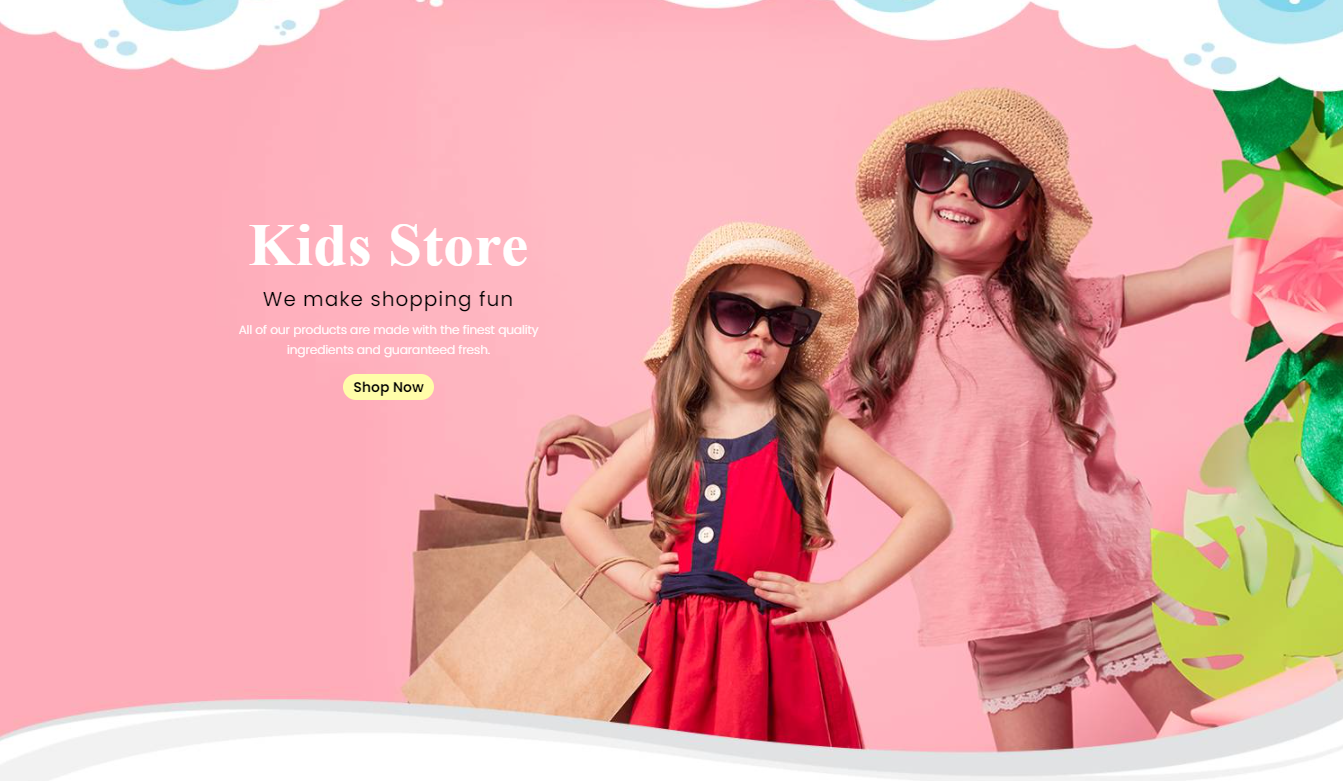 Kids Store
We make shopping fun
All of our products are made with the finest quality
ingredients and guaranteed fresh.
Shop Now